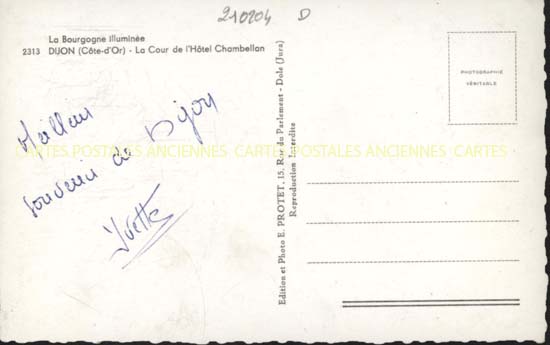 210204 D
La Bourgogne Illuminée
2313 DIJON (Côte-d'Or) - La Cour de l'Hôtel Chambellan
Meilleur
souvenir de Dijon
Yvette
CARTES POSTALES ANCIENNES CARTES POSTALES ANCIENNES CARTES
Edition et Photo E. PROTET, 15, Rue du Parlement - Dole (Jura)
Reproduction Interdite
PHOTOGRAPHIE
VÉRITABLE